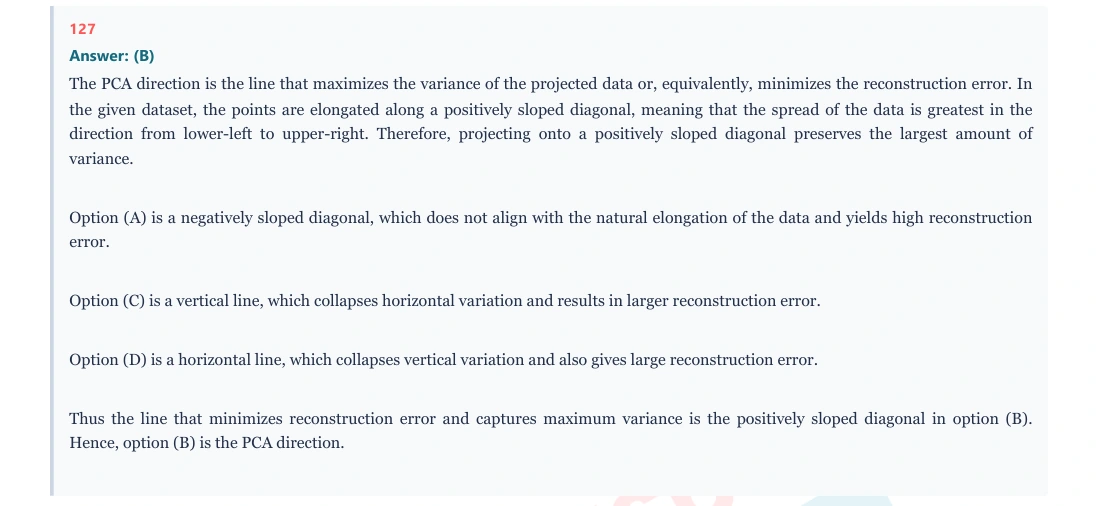 127
Answer: (B)
The PCA direction is the line that maximizes the variance of the projected data or, equivalently, minimizes the reconstruction error. In
the given dataset, the points are elongated along a positively sloped diagonal, meaning that the spread of the data is greatest in the
direction from lower-left to upper-right. Therefore, projecting onto a positively sloped diagonal preserves the largest amount of
variance.
Option (A) is a negatively sloped diagonal, which does not align with the natural elongation of the data and yields high reconstruction
error.
Option (C) is a vertical line, which collapses horizontal variation and results in larger reconstruction error.
Option (D) is a horizontal line, which collapses vertical variation and also gives large reconstruction error.
Thus the line that minimizes reconstruction error and captures maximum variance is the positively sloped diagonal in option (B).
Hence, option (B) is the PCA direction.